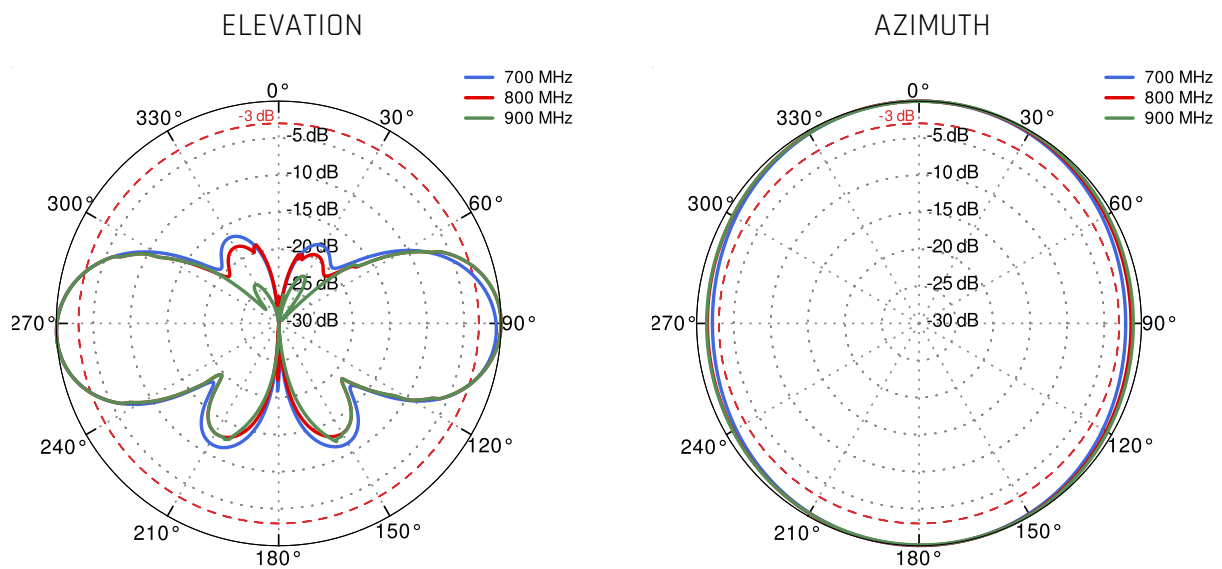 ELEVATION
700 MHz
800 MHz
900 MHz
0°
330°
-3 dB
30°
-5 dB
-10 dB
300°
-15 dB
60°
-20 dB
-25 dB
270°
-30 dB
90°
240°
120°
210°
150°
180°
AZIMUTH
700 MHz
800 MHz
900 MHz
0°
330°
-3 dB
30°
-5 dB
-10 dB
300°
-15 dB
60°
-20 dB
-25 dB
270°
-30 dB
90°
240°
120°
210°
150°
180°